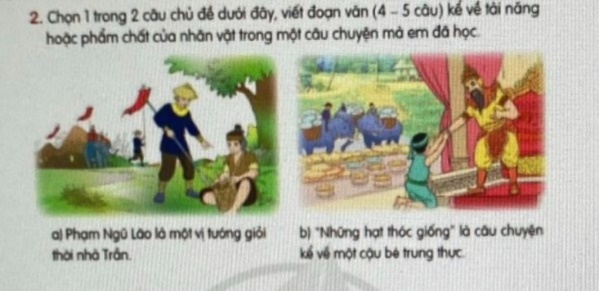 2. Chọn 1 trong 2 câu chủ đề dưới đây, viết đoạn văn (4 – 5 câu) kể về tài năng
hoặc phẩm chất của nhân vật trong một câu chuyện mà em đã học.
a) Phạm Ngũ Lão là một vị tướng giỏi
thời nhà Trần.
b) "Những hạt thóc giống" là câu chuyện
kể về một cậu bé trung thực.